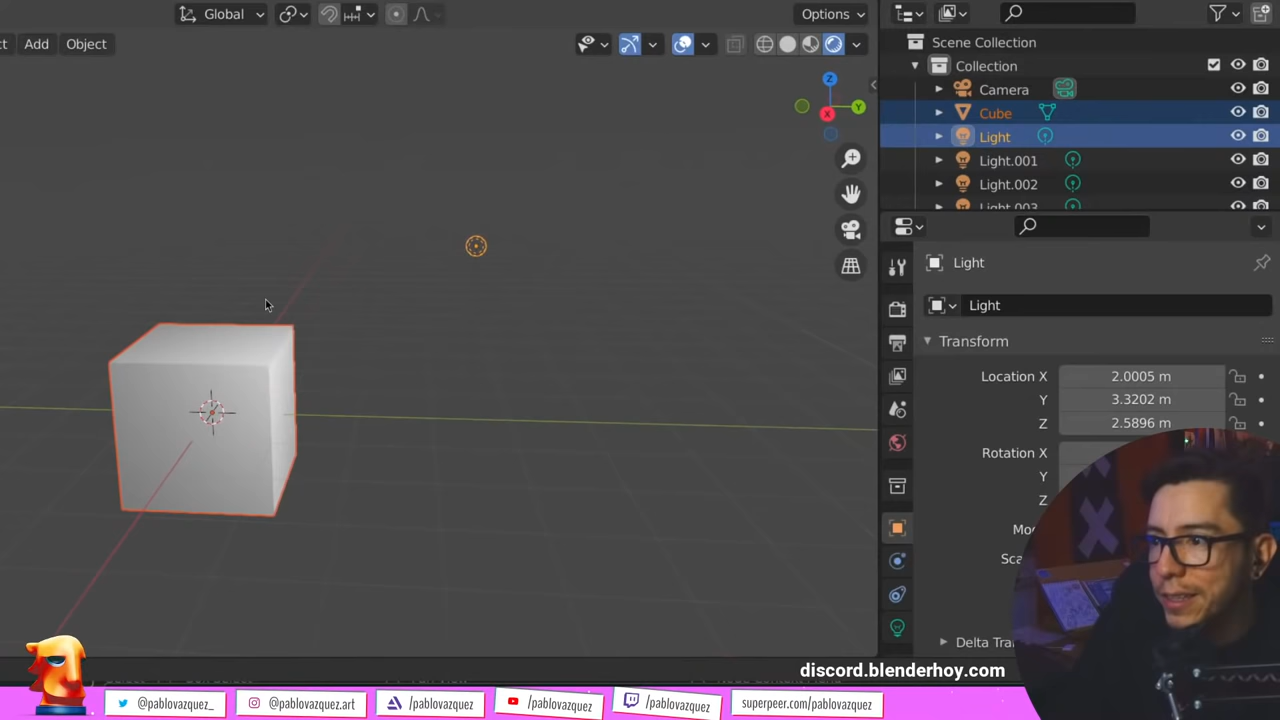 Global
Options
Add
Object
Scene Collection
Collection
Camera
Cube
Light
Light.001
Light.002
Light.003
Z
Y
X
Light
Light
Transform
Location X
2.0005 m
Y
3.3202 m
Z
2.5896 m
Rotation X
Y
Z
Delta
discord.blenderhoy.com
@pablovazquez_
@pablovazquez.art
/pablovazquez
/pablovazquez
/pablovazquez
superpeer.com/pablovazquez